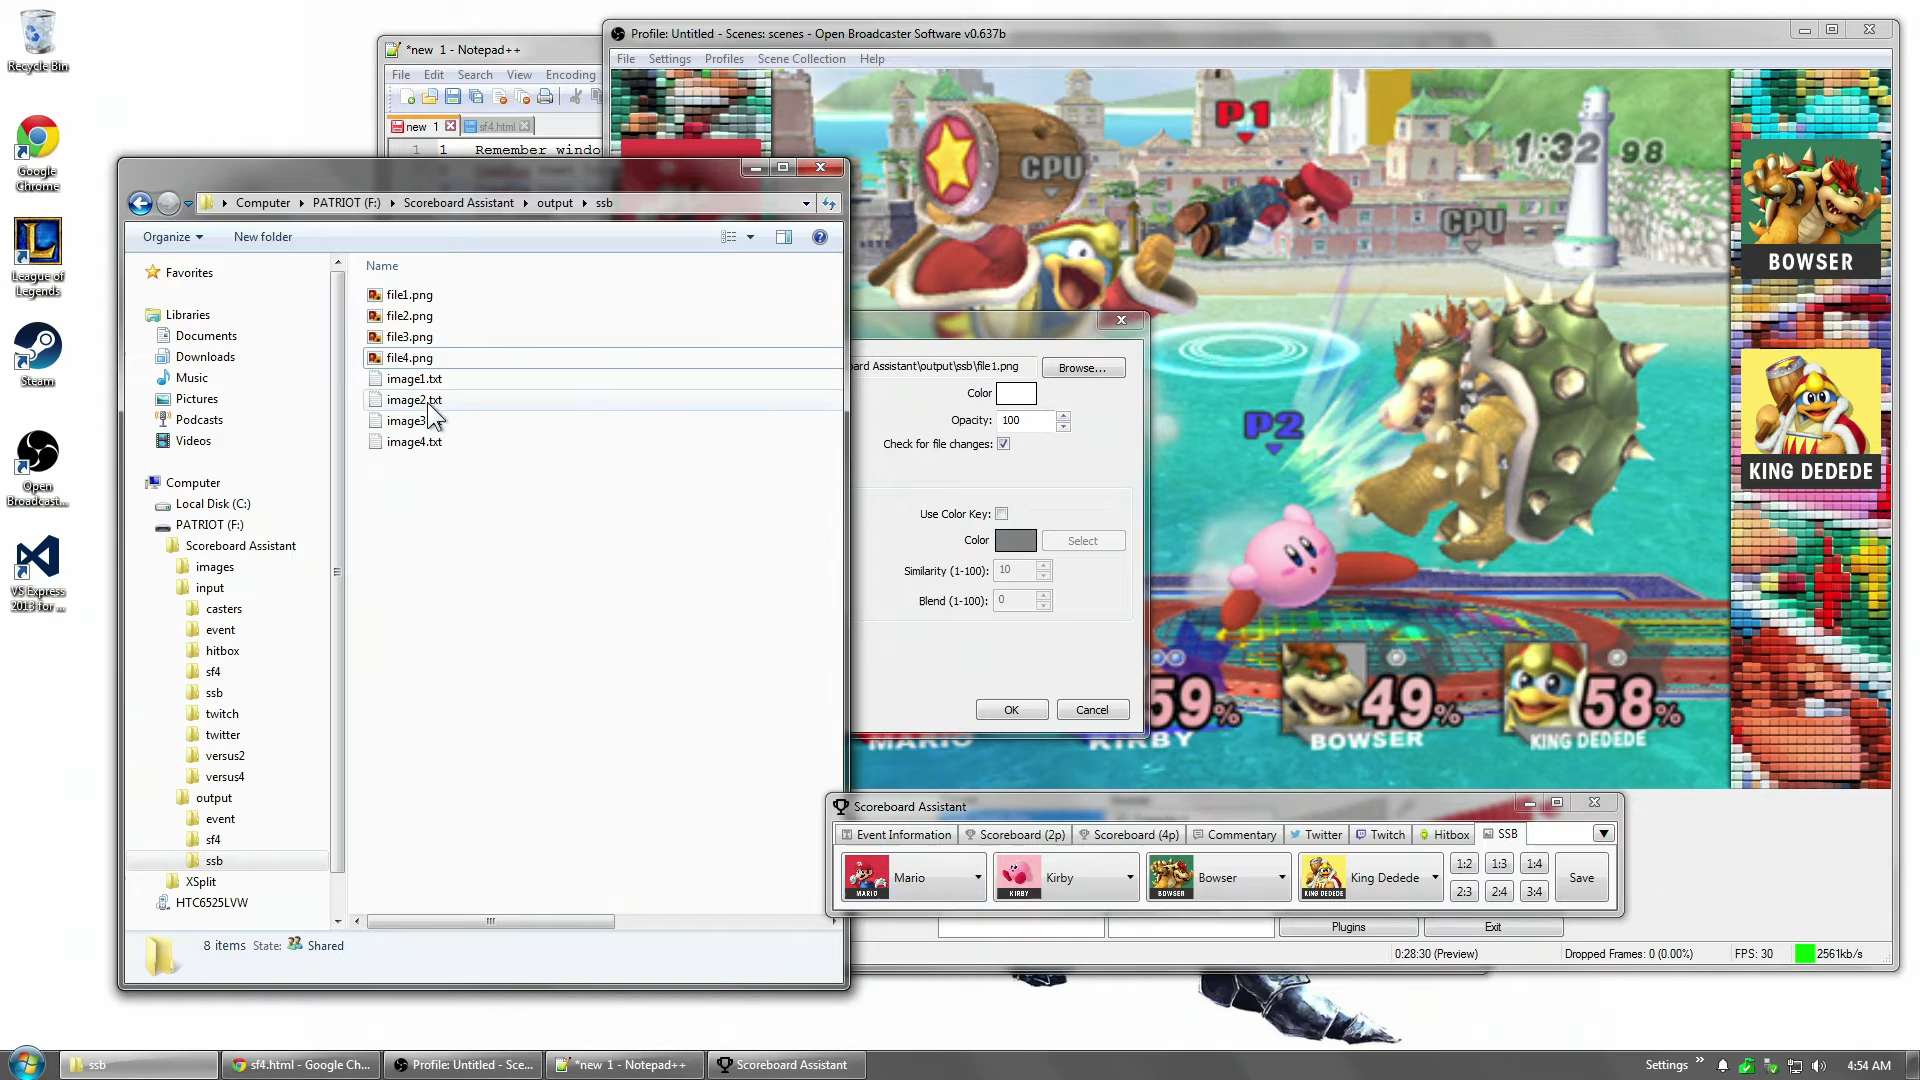 Recycle Bin
Google Chrome
League of Legends
Steam
Open Broadcast...
VS Express 2013 for ...
*new 1 - Notepad++
File Edit Search View Encoding
new 1 sf4.html
1 1 Remember windo
Profile: Untitled - Scenes: scenes - Open Broadcaster Software v0.637b
File Settings Profiles Scene Collection Help
P1
CPU
1:32 98
CPU
P2
BOWSER
KING DEDEDE
59%
49%
58%
MARIO
KIRBY
BOWSER
KING DEDEDE
Computer PATRIOT (F:) Scoreboard Assistant output ssb
Organize New folder
Favorites
Libraries
Documents
Downloads
Music
Pictures
Podcasts
Videos
Computer
Local Disk (C:)
PATRIOT (F:)
Scoreboard Assistant
images
input
casters
event
hitbox
sf4
ssb
twitch
twitter
versus2
versus4
output
event
sf4
ssb
XSplit
HTC6525LVW
Name
file1.png
file2.png
file3.png
file4.png
image1.txt
image2.txt
image3
image4.txt
8 items State: Shared
oard Assistant\output\ssb\file1.png Browse...
Color
Opacity: 100
Check for file changes:
Use Color Key:
Color Select
Similarity (1-100): 10
Blend (1-100): 0
OK Cancel
Scoreboard Assistant
Event Information Scoreboard (2p) Scoreboard (4p) Commentary Twitter Twitch Hitbox SSB
MARIO Mario KIRBY Kirby BOWSER Bowser KING DEDEDE King Dedede
1:2 1:3 1:4
2:3 2:4 3:4
Save
Plugins Exit
0:28:30 (Preview) Dropped Frames: 0 (0.00%) FPS: 30 2561kb/s
ssb sf4.html - Google Ch... Profile: Untitled - Sce... *new 1 - Notepad++ Scoreboard Assistant
Settings 4:54 AM